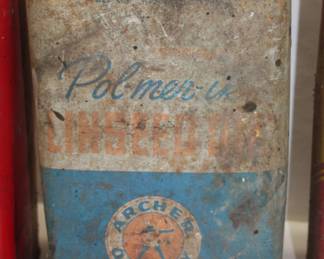 Pol-mer-ik
LINSEED OIL
ARCHER